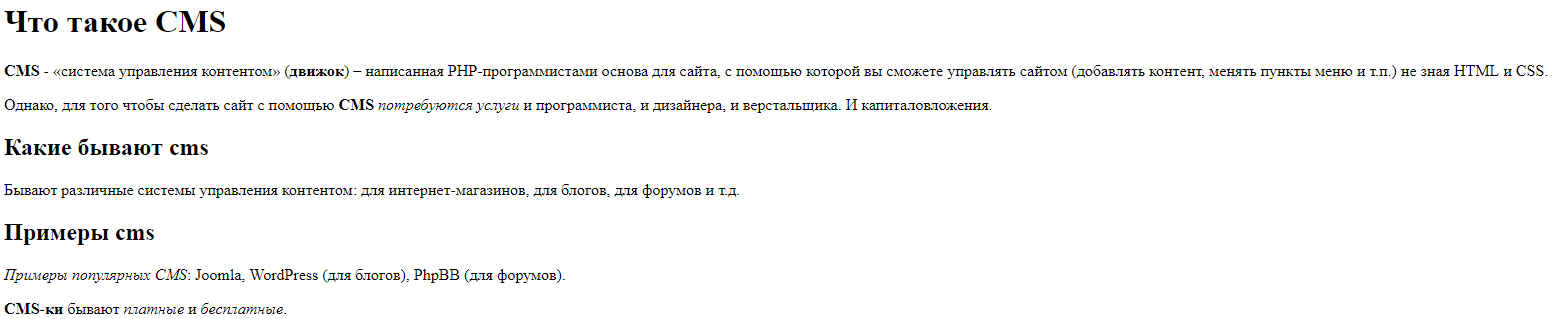 Что такое CMS
CMS - «система управления контентом» (движок) – написанная PHP-программистами основа для сайта, с помощью которой вы сможете управлять сайтом (добавлять контент, менять пункты меню и т.п.) не зная HTML и CSS.
Однако, для того чтобы сделать сайт с помощью CMS потребуются услуги и программиста, и дизайнера, и верстальщика. И капиталовложения.
Какие бывают cms
Бывают различные системы управления контентом: для интернет-магазинов, для блогов, для форумов и т.д.
Примеры cms
Примеры популярных CMS: Joomla, WordPress (для блогов), PhpBB (для форумов).
CMS-ки бывают платные и бесплатные.